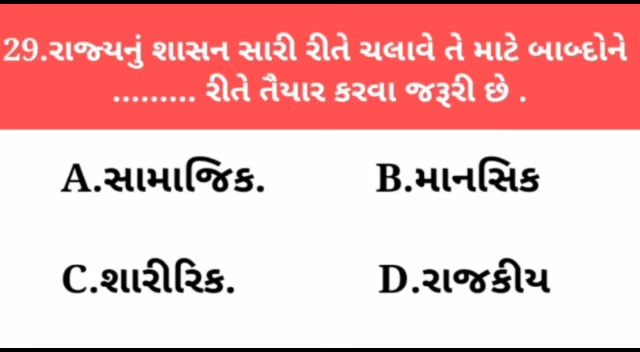 29.રાજ્યનું શાસન સારી રીતે ચલાવે તે માટે બાબ્દોને
......... રીતે તૈયાર કરવા જરૂરી છે .
A.સામાજિક. B.માનસિક
C.શારીરિક. D.રાજકીય